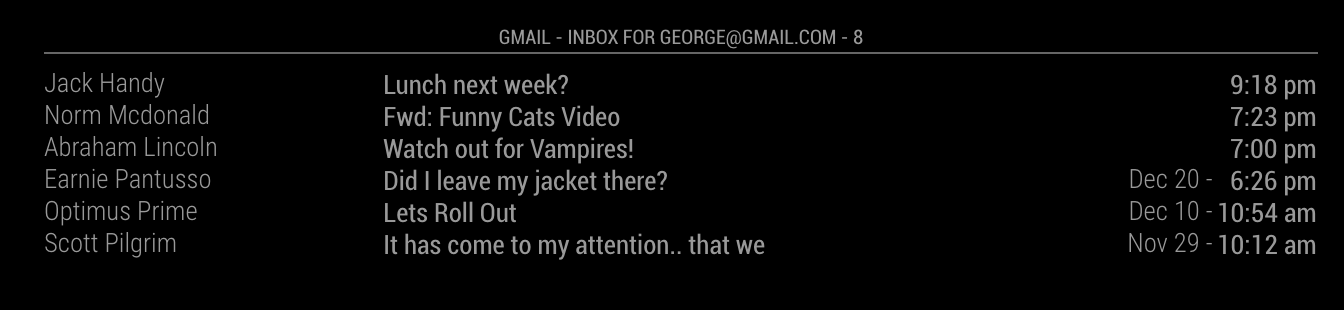 GMAIL - INBOX FOR GEORGE@GMAIL.COM - 8
Jack Handy Lunch next week? 9:18 pm
Norm Mcdonald Fwd: Funny Cats Video 7:23 pm
Abraham Lincoln Watch out for Vampires! 7:00 pm
Earnie Pantusso Did I leave my jacket there? Dec 20 - 6:26 pm
Optimus Prime Lets Roll Out Dec 10 - 10:54 am
Scott Pilgrim It has come to my attention.. that we Nov 29 - 10:12 am